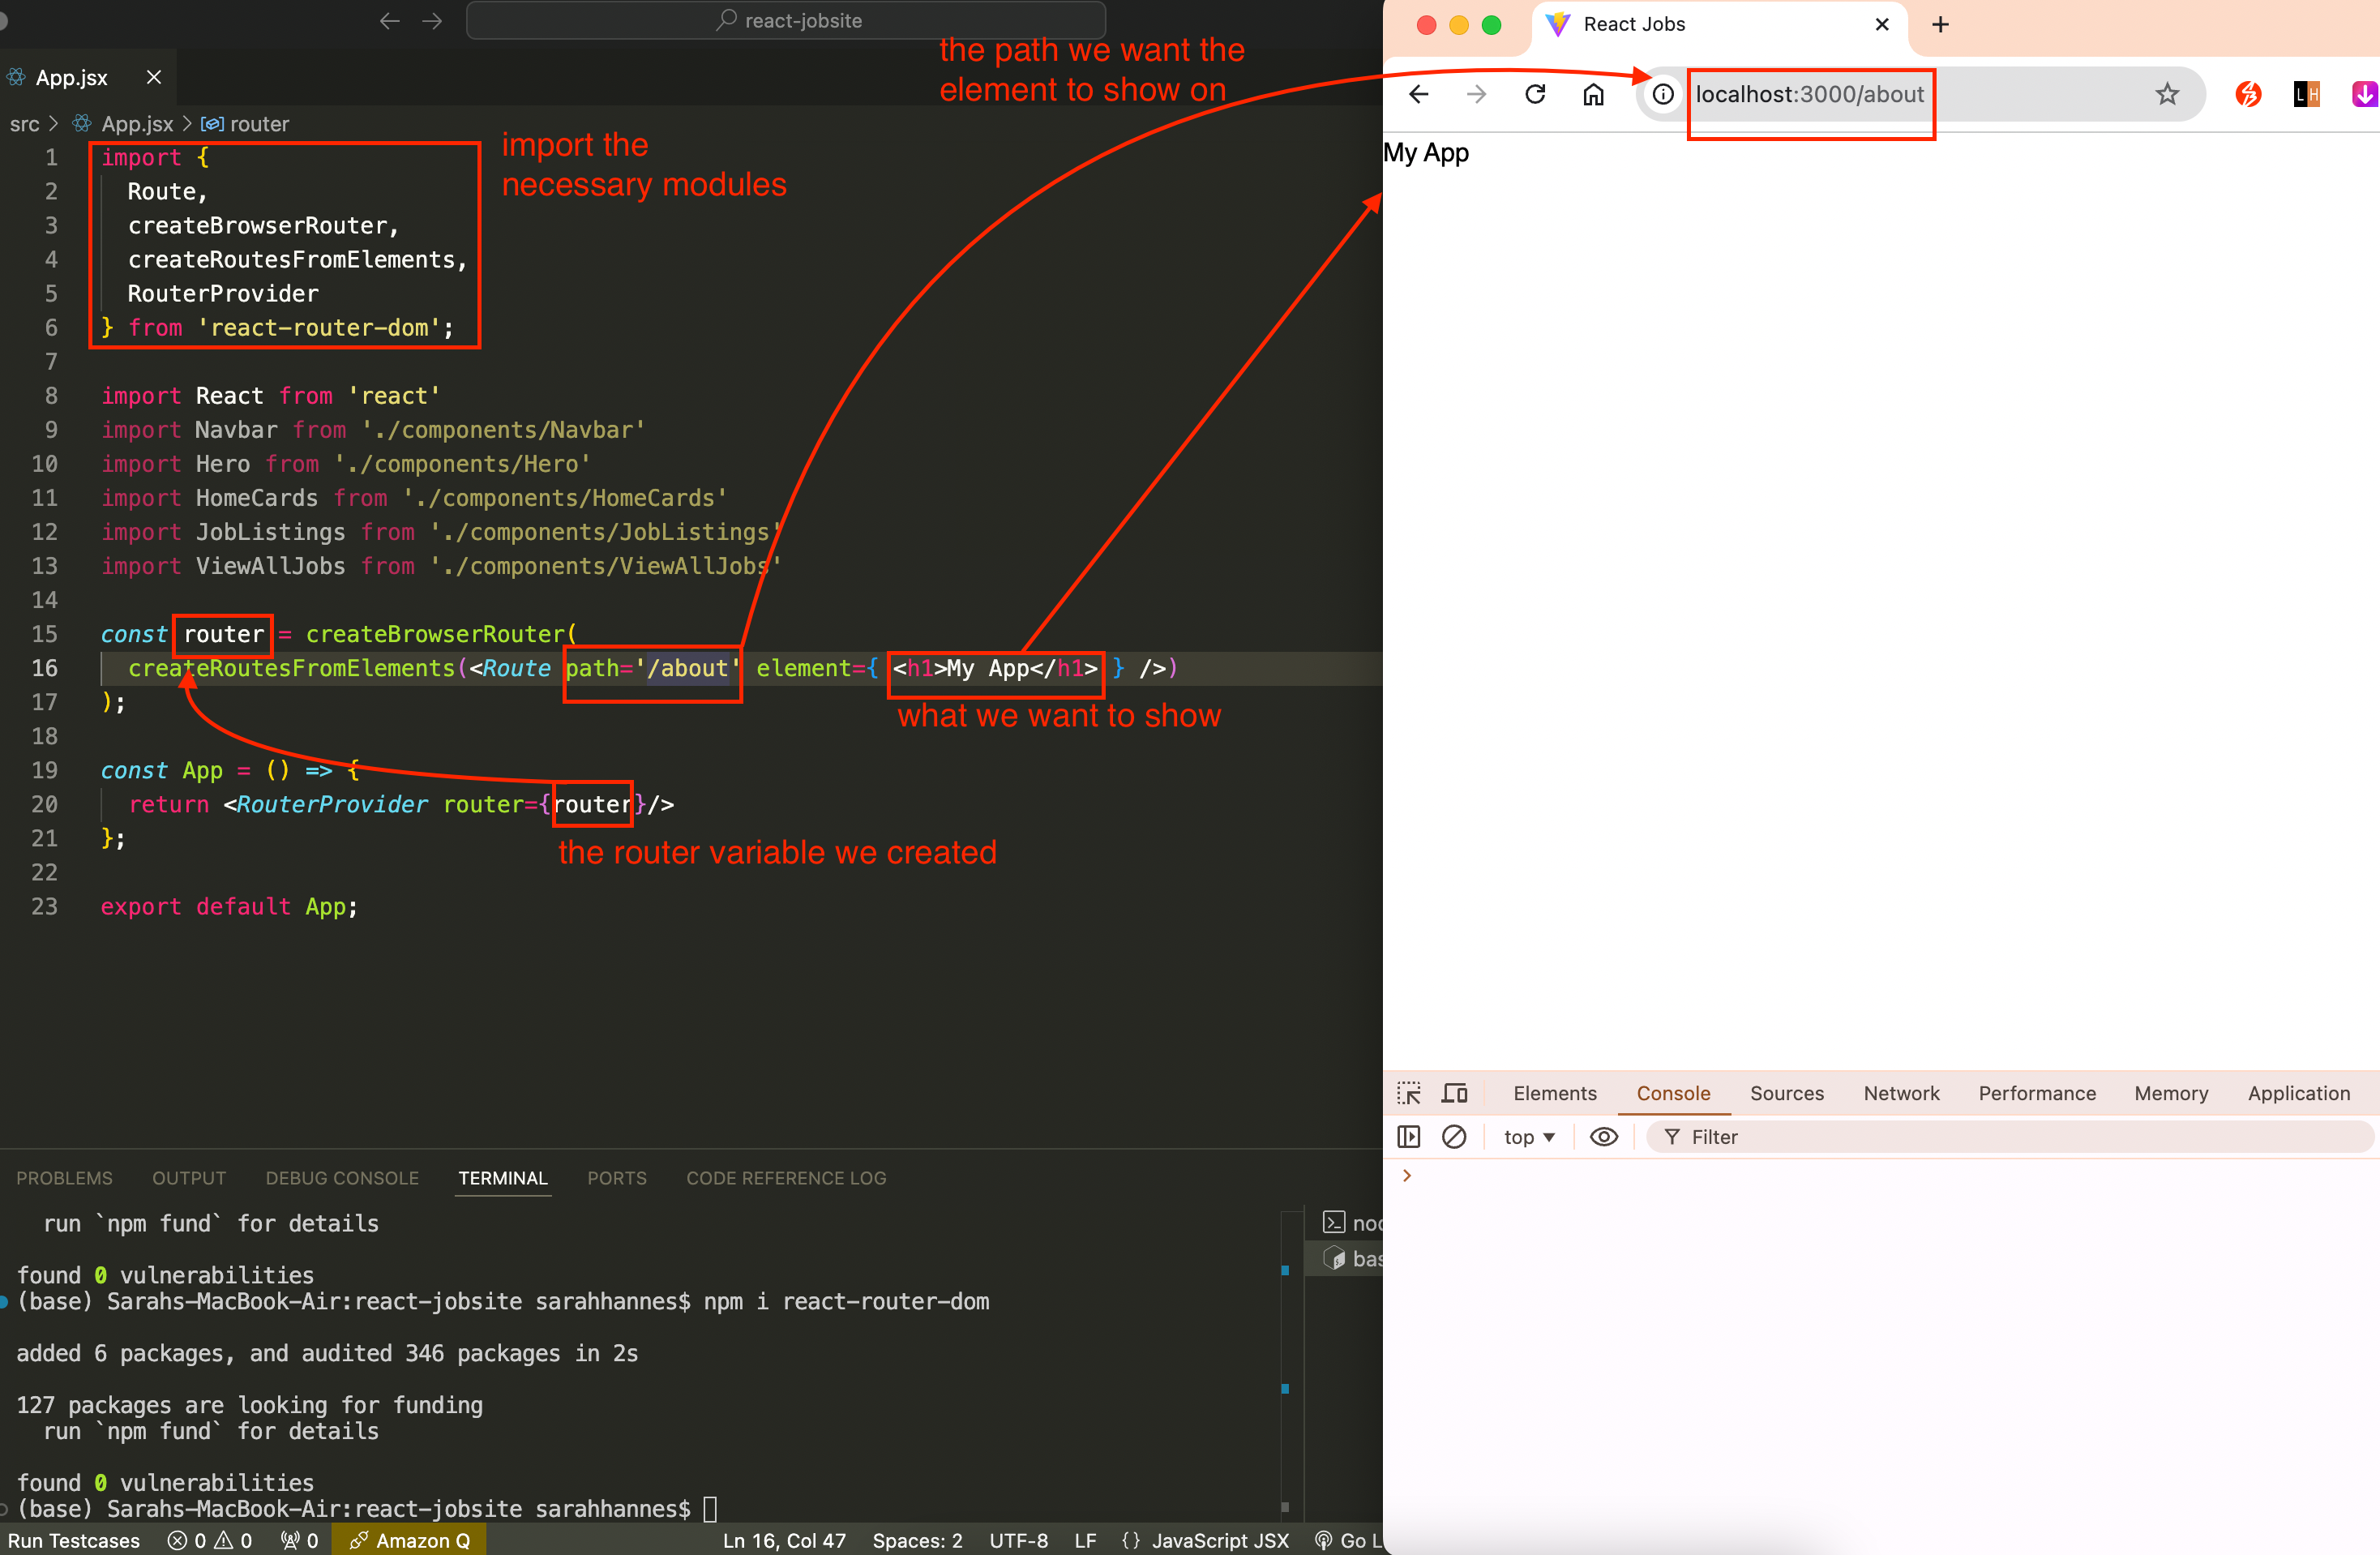 react-jobsite
App.jsx
src > App.jsx > router
1 import {
2 Route,
3 createBrowserRouter,
4 createRoutesFromElements,
5 RouterProvider
6 } from 'react-router-dom';
7
8 import React from 'react'
9 import Navbar from './components/Navbar'
10 import Hero from './components/Hero'
11 import HomeCards from './components/HomeCards'
12 import JobListings from './components/JobListings'
13 import ViewAllJobs from './components/ViewAllJobs'
14
15 const router = createBrowserRouter(
16 createRoutesFromElements(<Route path='/about' element={ <h1>My App</h1> } />)
17 );
18
19 const App = () => {
20 return <RouterProvider router={router}/>
21 };
22
23 export default App;
import the
necessary modules
the path we want the
element to show on
what we want to show
the router variable we created
PROBLEMS OUTPUT DEBUG CONSOLE TERMINAL PORTS CODE REFERENCE LOG
run `npm fund` for details
found 0 vulnerabilities
(base) Sarahs-MacBook-Air:react-jobsite sarahhannes$ npm i react-router-dom
added 6 packages, and audited 346 packages in 2s
127 packages are looking for funding
run `npm fund` for details
found 0 vulnerabilities
(base) Sarahs-MacBook-Air:react-jobsite sarahhannes$
Run Testcases 0 0 0 Amazon Q Ln 16, Col 47 Spaces: 2 UTF-8 LF {} JavaScript JSX Go L
React Jobs
localhost:3000/about
LH
My App
Elements Console Sources Network Performance Memory Application
top Filter